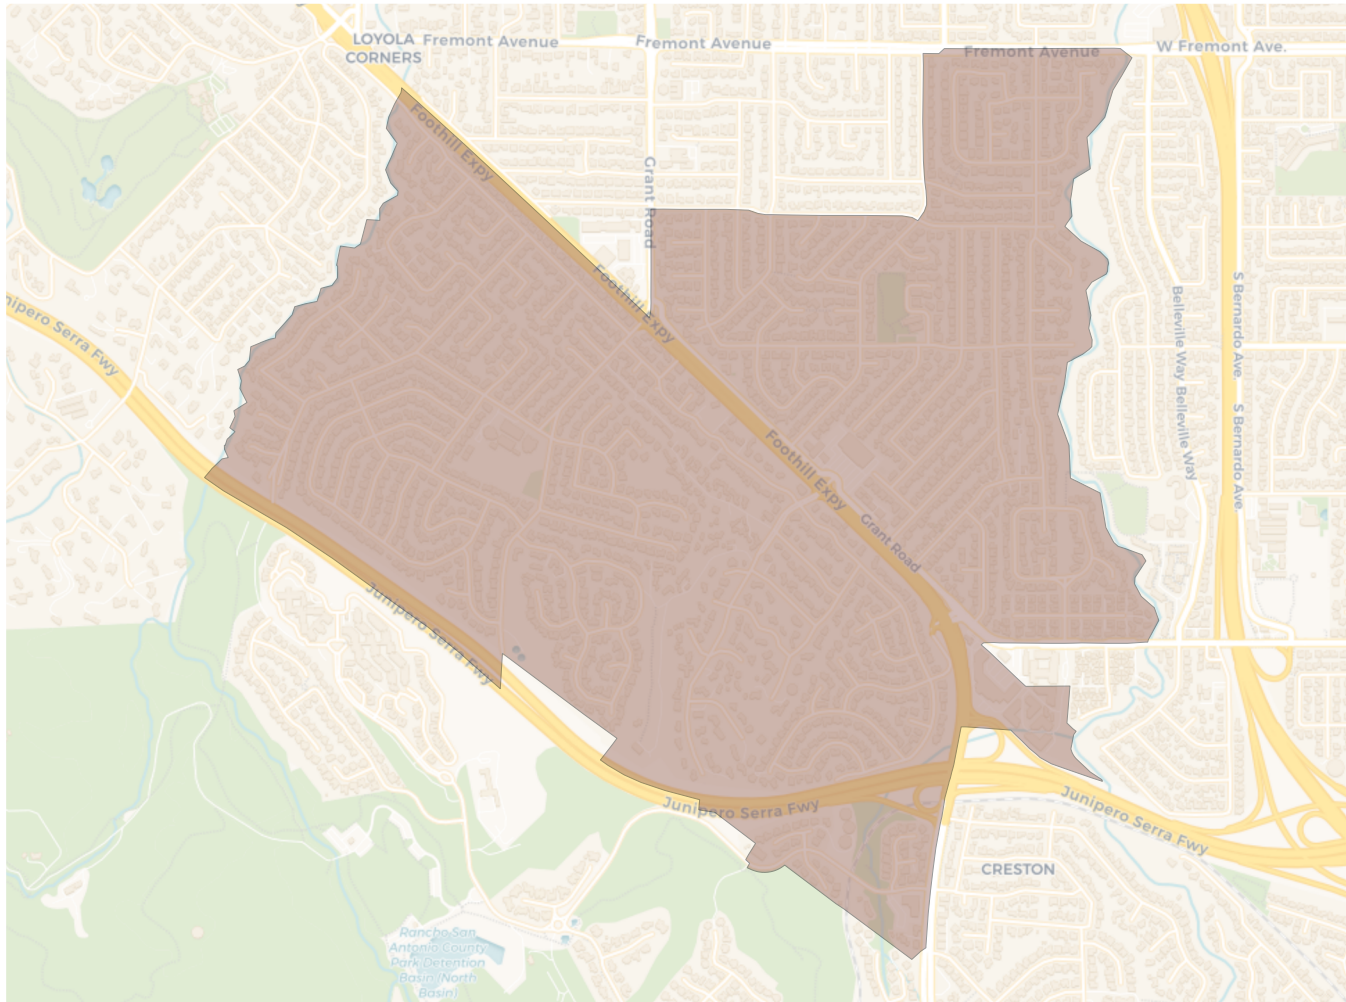 LOYOLA
CORNERS
Fremont Avenue
Fremont Avenue
Fremont Avenue
W Fremont Ave.
Foothill Expy
Grant Road
Foothill Expy
nipero Serra Fwy
Belleville Way
Belleville Way
S Bernardo Ave.
S Bernardo Ave.
Foothill Expy
Grant Road
Junipero Serra Fwy
Junipero Serra Fwy
Junipero Serra Fwy
CRESTON
Rancho San
Antonio County
Park Detention
Basin (North
Basin)